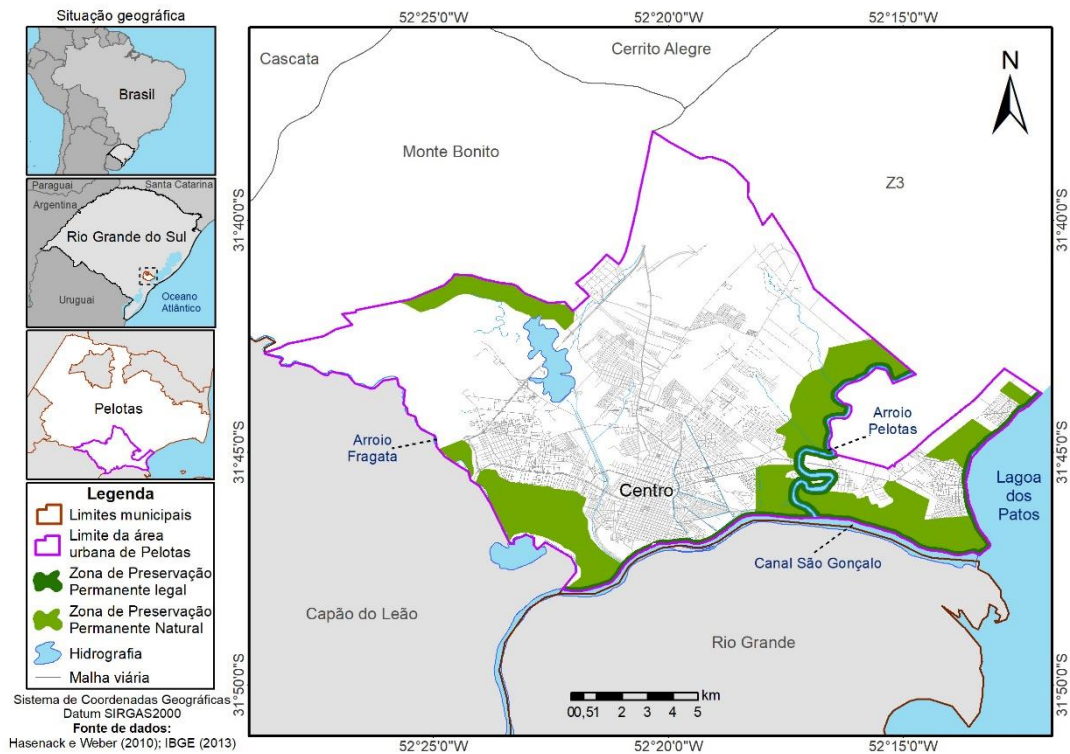 Situação geográfica
Brasil
Paraguai
Santa Catarina
Argentina
Rio Grande do Sul
Uruguai
Oceano
Atlântico
Pelotas
Legenda
Limites municipais
Limite da área
urbana de Pelotas
Zona de Preservação
Permanente legal
Zona de Preservação
Permanente Natural
Hidrografia
Malha viária
Sistema de Coordenadas Geográficas
Datum SIRGAS2000
Fonte de dados:
Hasenack e Weber (2010); IBGE (2013)
52°25'0"W
52°20'0"W
52°15'0"W
Cascata
Cerrito Alegre
N
Monte Bonito
Z3
31°40'0"S
31°40'0"S
Arroio
Fragata
Arroio
Pelotas
31°45'0"S
31°45'0"S
Centro
Lagoa
dos
Patos
Canal São Gonçalo
Capão do Leão
Rio Grande
31°50'0"S
31°50'0"S
km
00,51 2 3 4 5
52°25'0"W
52°20'0"W
52°15'0"W